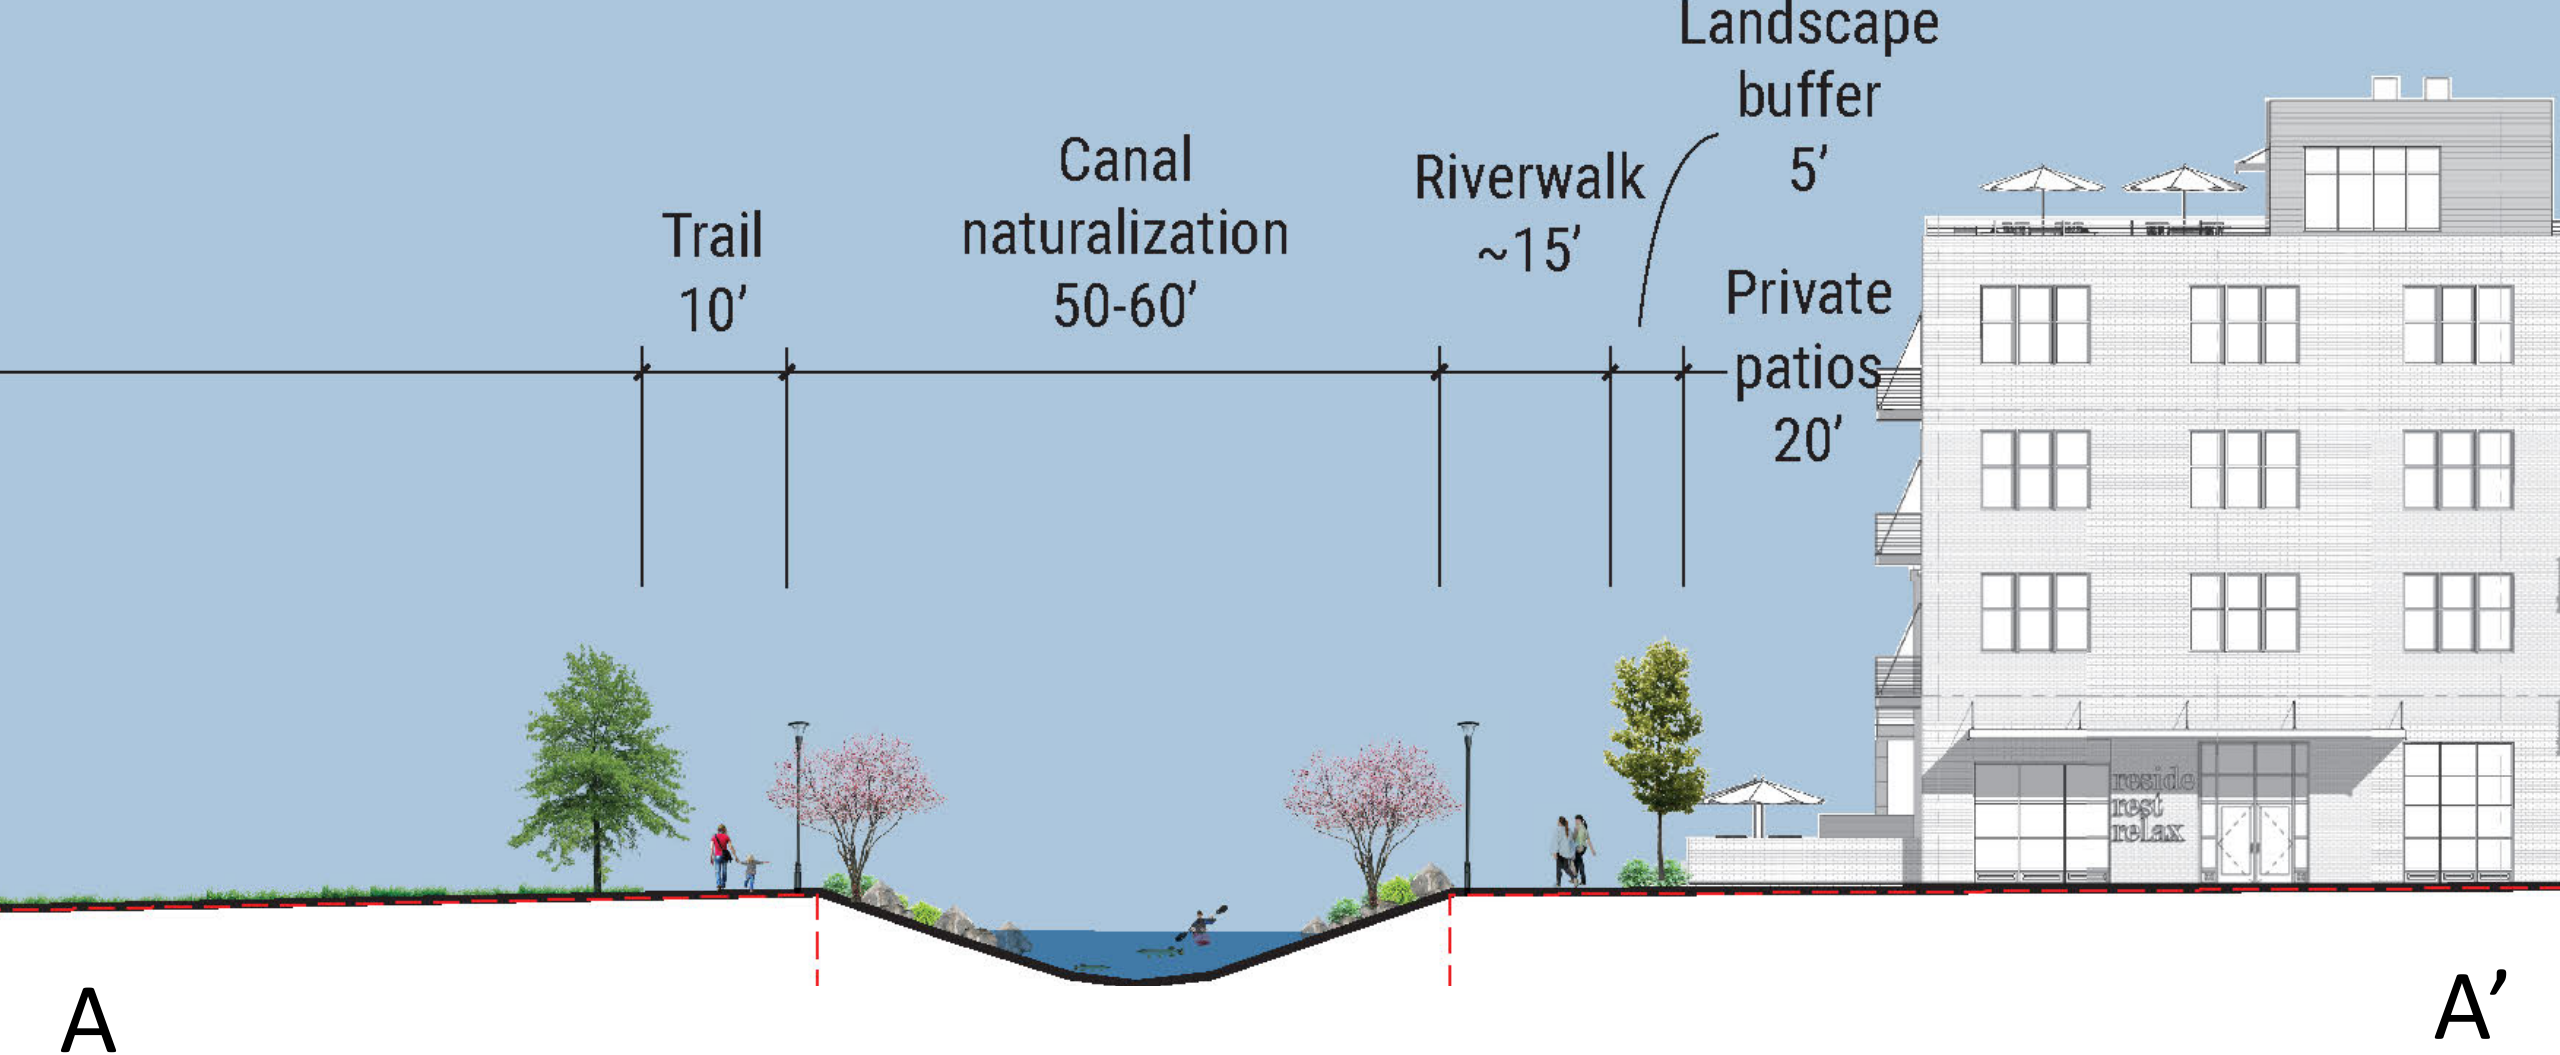 Trail
10’
Canal
naturalization
50-60’
Riverwalk
~15’
Landscape
buffer
5’
Private
patios
20’
reside
rest
relax
A
A’